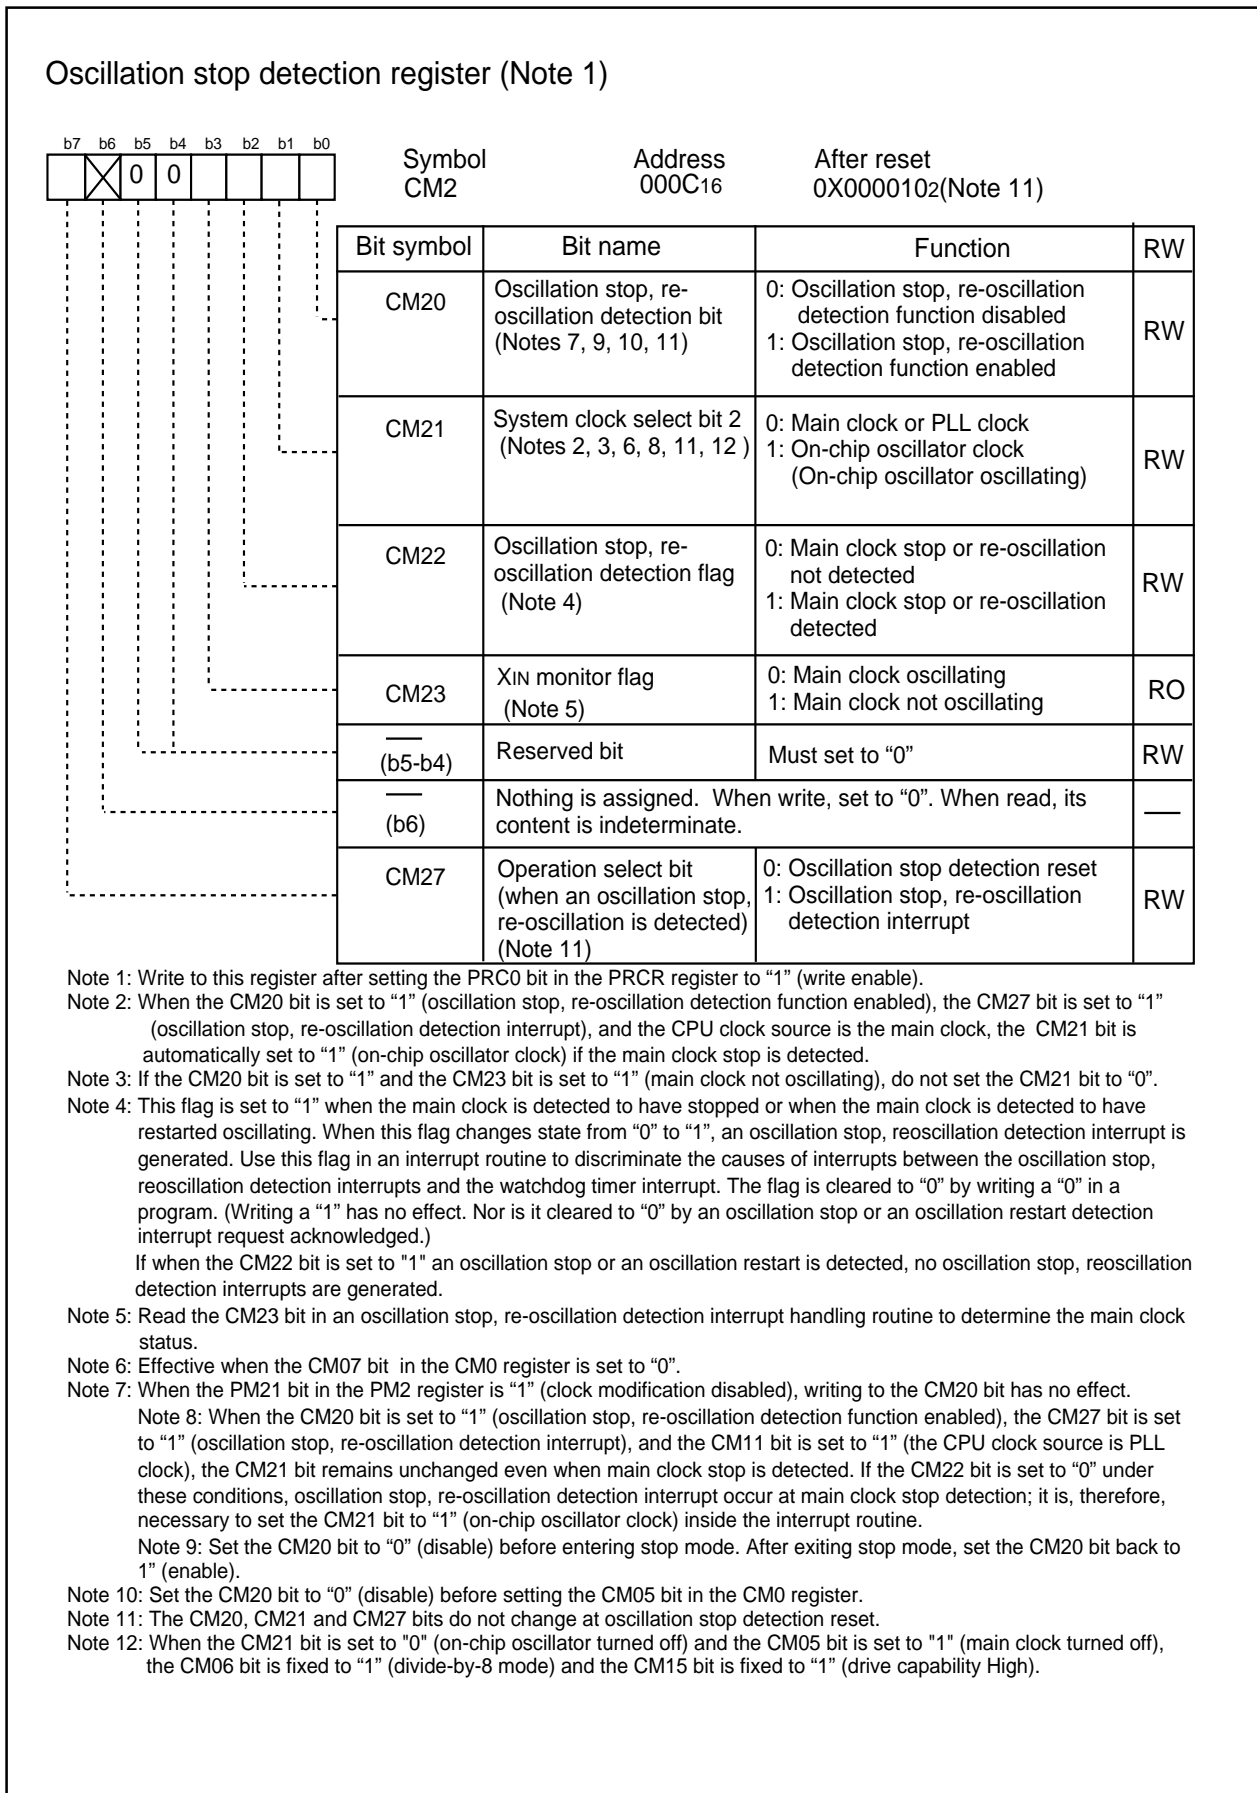 Oscillation stop detection register (Note 1)
b7 b6 b5 b4 b3 b2 b1 b0
0 0
Symbol Address After reset
CM2 000C16 0X0000102(Note 11)
Bit symbol Bit name Function RW
CM20 Oscillation stop, re-
oscillation detection bit
(Notes 7, 9, 10, 11)
0: Oscillation stop, re-oscillation
detection function disabled
1: Oscillation stop, re-oscillation
detection function enabled
RW
CM21 System clock select bit 2
(Notes 2, 3, 6, 8, 11, 12 )
0: Main clock or PLL clock
1: On-chip oscillator clock
(On-chip oscillator oscillating)
RW
CM22 Oscillation stop, re-
oscillation detection flag
(Note 4)
0: Main clock stop or re-oscillation
not detected
1: Main clock stop or re-oscillation
detected
RW
CM23 XIN monitor flag
(Note 5)
0: Main clock oscillating
1: Main clock not oscillating
RO
(b5-b4) Reserved bit Must set to “0” RW
(b6) Nothing is assigned. When write, set to “0”. When read, its
content is indeterminate.
CM27 Operation select bit
(when an oscillation stop,
re-oscillation is detected)
(Note 11)
0: Oscillation stop detection reset
1: Oscillation stop, re-oscillation
detection interrupt
RW
Note 1: Write to this register after setting the PRC0 bit in the PRCR register to “1” (write enable).
Note 2: When the CM20 bit is set to “1” (oscillation stop, re-oscillation detection function enabled), the CM27 bit is set to “1”
(oscillation stop, re-oscillation detection interrupt), and the CPU clock source is the main clock, the CM21 bit is
automatically set to “1” (on-chip oscillator clock) if the main clock stop is detected.
Note 3: If the CM20 bit is set to “1” and the CM23 bit is set to “1” (main clock not oscillating), do not set the CM21 bit to “0”.
Note 4: This flag is set to “1” when the main clock is detected to have stopped or when the main clock is detected to have
restarted oscillating. When this flag changes state from “0” to “1”, an oscillation stop, reoscillation detection interrupt is
generated. Use this flag in an interrupt routine to discriminate the causes of interrupts between the oscillation stop,
reoscillation detection interrupts and the watchdog timer interrupt. The flag is cleared to “0” by writing a “0” in a
program. (Writing a “1” has no effect. Nor is it cleared to “0” by an oscillation stop or an oscillation restart detection
interrupt request acknowledged.)
If when the CM22 bit is set to "1" an oscillation stop or an oscillation restart is detected, no oscillation stop, reoscillation
detection interrupts are generated.
Note 5: Read the CM23 bit in an oscillation stop, re-oscillation detection interrupt handling routine to determine the main clock
status.
Note 6: Effective when the CM07 bit in the CM0 register is set to “0”.
Note 7: When the PM21 bit in the PM2 register is “1” (clock modification disabled), writing to the CM20 bit has no effect.
Note 8: When the CM20 bit is set to “1” (oscillation stop, re-oscillation detection function enabled), the CM27 bit is set
to “1” (oscillation stop, re-oscillation detection interrupt), and the CM11 bit is set to “1” (the CPU clock source is PLL
clock), the CM21 bit remains unchanged even when main clock stop is detected. If the CM22 bit is set to “0” under
these conditions, oscillation stop, re-oscillation detection interrupt occur at main clock stop detection; it is, therefore,
necessary to set the CM21 bit to “1” (on-chip oscillator clock) inside the interrupt routine.
Note 9: Set the CM20 bit to “0” (disable) before entering stop mode. After exiting stop mode, set the CM20 bit back to
1” (enable).
Note 10: Set the CM20 bit to “0” (disable) before setting the CM05 bit in the CM0 register.
Note 11: The CM20, CM21 and CM27 bits do not change at oscillation stop detection reset.
Note 12: When the CM21 bit is set to "0" (on-chip oscillator turned off) and the CM05 bit is set to "1" (main clock turned off),
the CM06 bit is fixed to “1” (divide-by-8 mode) and the CM15 bit is fixed to “1” (drive capability High).